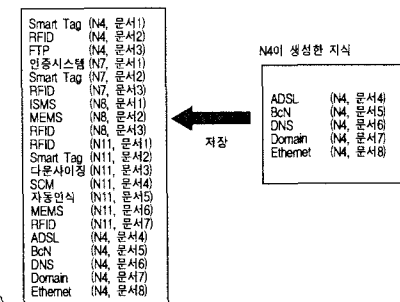 Smart Tag (N4, 문서1)
RFID (N4, 문서2)
FTP (N4, 문서3)
인증시스템 (N7, 문서1)
Smart Tag (N7, 문서2)
RFID (N7, 문서3)
ISMS (N8, 문서1)
MEMS (N8, 문서2)
RFID (N8, 문서3)
RFID (N11, 문서1)
Smart Tag (N11, 문서2)
다운사이징 (N11, 문서3)
SCM (N11, 문서4)
자동인식 (N11, 문서5)
MEMS (N11, 문서6)
RFID (N11, 문서7)
ADSL (N4, 문서4)
BcN (N4, 문서5)
DNS (N4, 문서6)
Domain (N4, 문서7)
Ethernet (N4, 문서8)
저장
N4이 생성한 지식
ADSL (N4, 문서4)
BcN (N4, 문서5)
DNS (N4, 문서6)
Domain (N4, 문서7)
Ethernet (N4, 문서8)